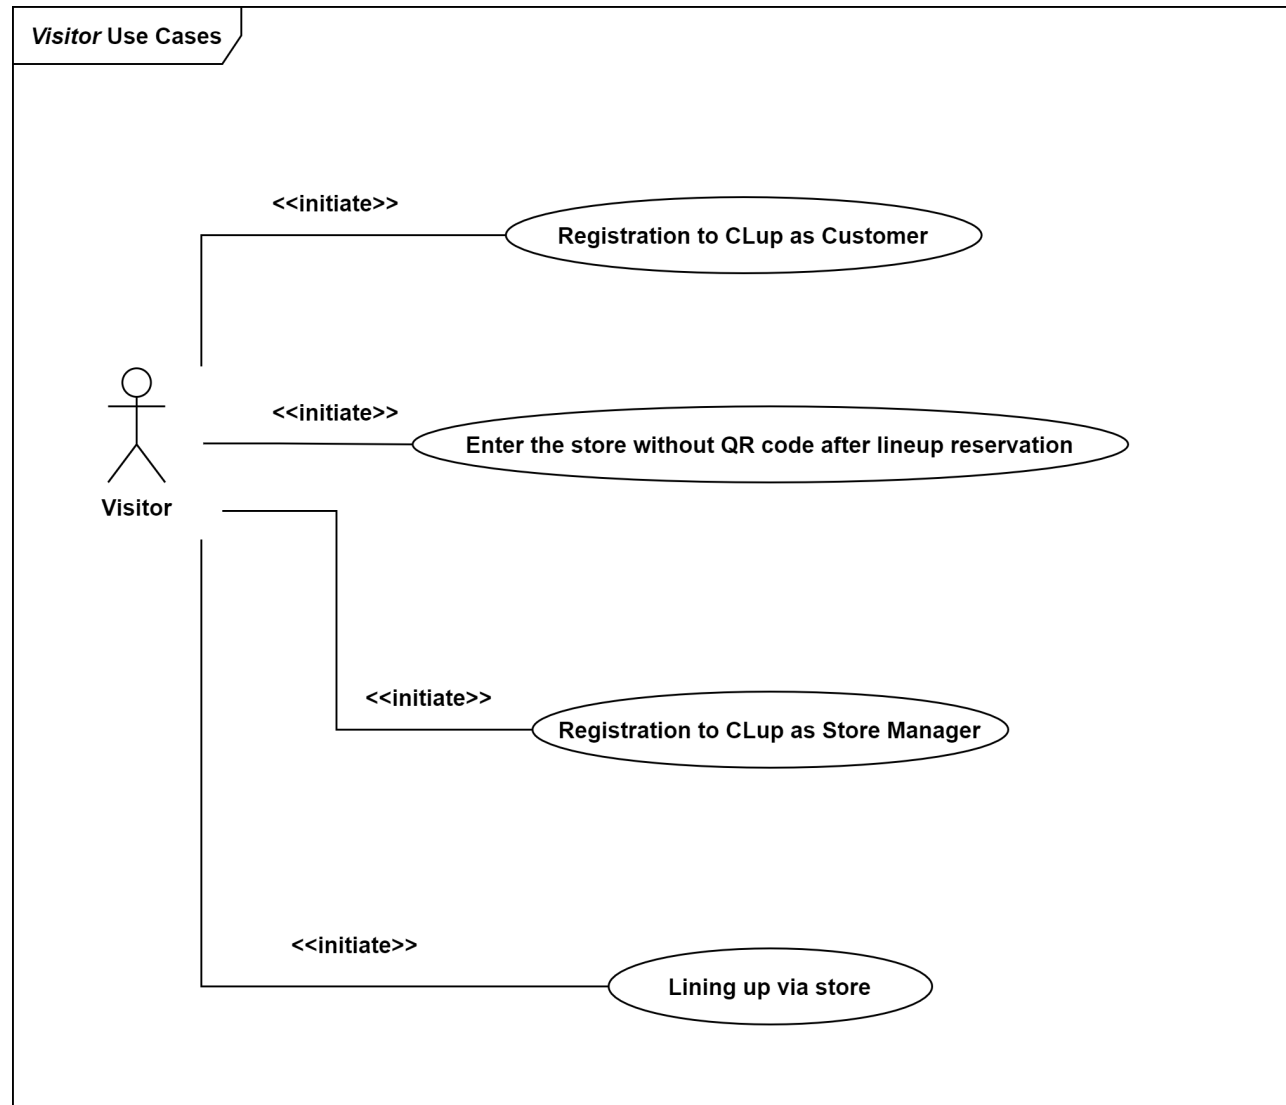 Visitor Use Cases
<<initiate>>
Registration to CLup as Customer
<<initiate>>
Enter the store without QR code after lineup reservation
Visitor
<<initiate>>
Registration to CLup as Store Manager
<<initiate>>
Lining up via store